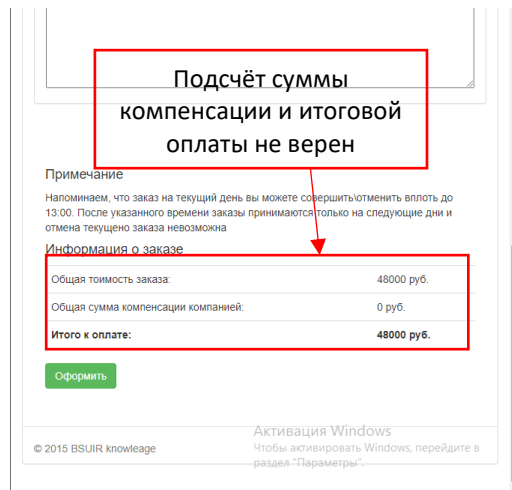 Подсчёт суммы
компенсации и итоговой
оплаты не верен
Примечание
Напоминаем, что заказ на текущий день вы можете совершить\отменить вплоть до
13:00. После указанного времени заказы принимаются только на следующие дни и
отмена текущено заказа невозможна
Информация о заказе
Общая тоимость заказа: 48000 руб.
Общая сумма компенсации компанией: 0 руб.
Итого к оплате: 48000 руб.
Оформить
Активация Windows
© 2015 BSUIR knowleage Чтобы активировать Windows, перейдите в
раздел "Параметры".